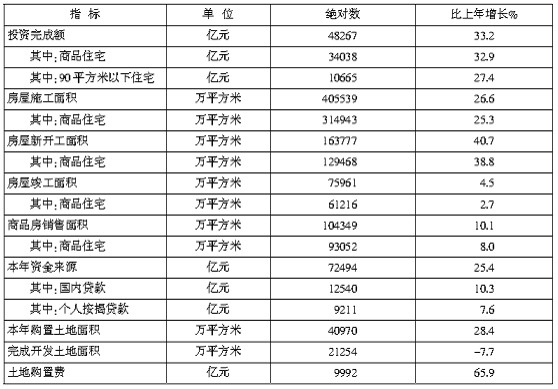 指 标 单 位 绝对数 比上年增长%
投资完成额 亿元 48267 33.2
其中:商品住宅 亿元 34038 32.9
其中:90平方米以下住宅 亿元 10665 27.4
房屋施工面积 万平方米 405539 26.6
其中:商品住宅 万平方米 314943 25.3
房屋新开工面积 万平方米 163777 40.7
其中:商品住宅 万平方米 129468 38.8
房屋竣工面积 万平方米 75961 4.5
其中:商品住宅 万平方米 61216 2.7
商品房销售面积 万平方米 104349 10.1
其中:商品住宅 万平方米 93052 8.0
本年资金来源 亿元 72494 25.4
其中:国内贷款 亿元 12540 10.3
其中:个人按揭贷款 亿元 9211 7.6
本年购置土地面积 万平方米 40970 28.4
完成开发土地面积 万平方米 21254 -7.7
土地购置费 亿元 9992 65.9